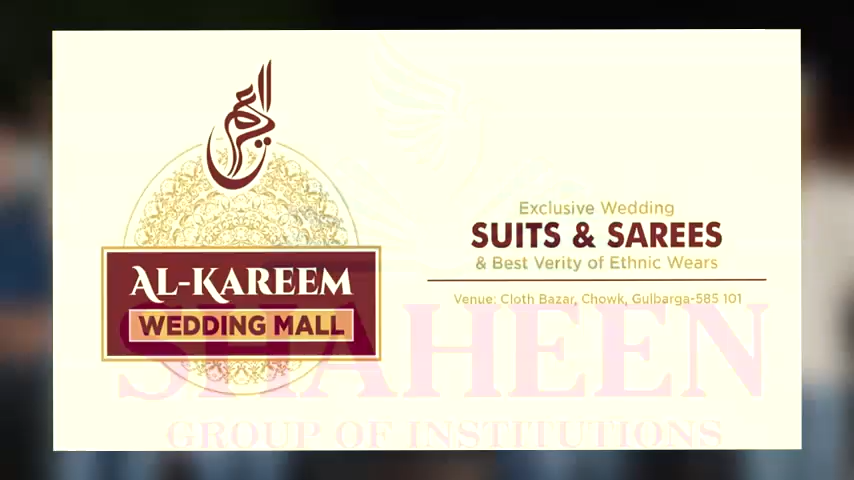 الكريم
AL-KAREEM
WEDDING MALL
Exclusive Wedding
SUITS & SAREES
& Best Verity of Ethnic Wears
Venue: Cloth Bazar, Chowk, Gulbarga-585 101
SHAHEEN
GROUP OF INSTITUTIONS